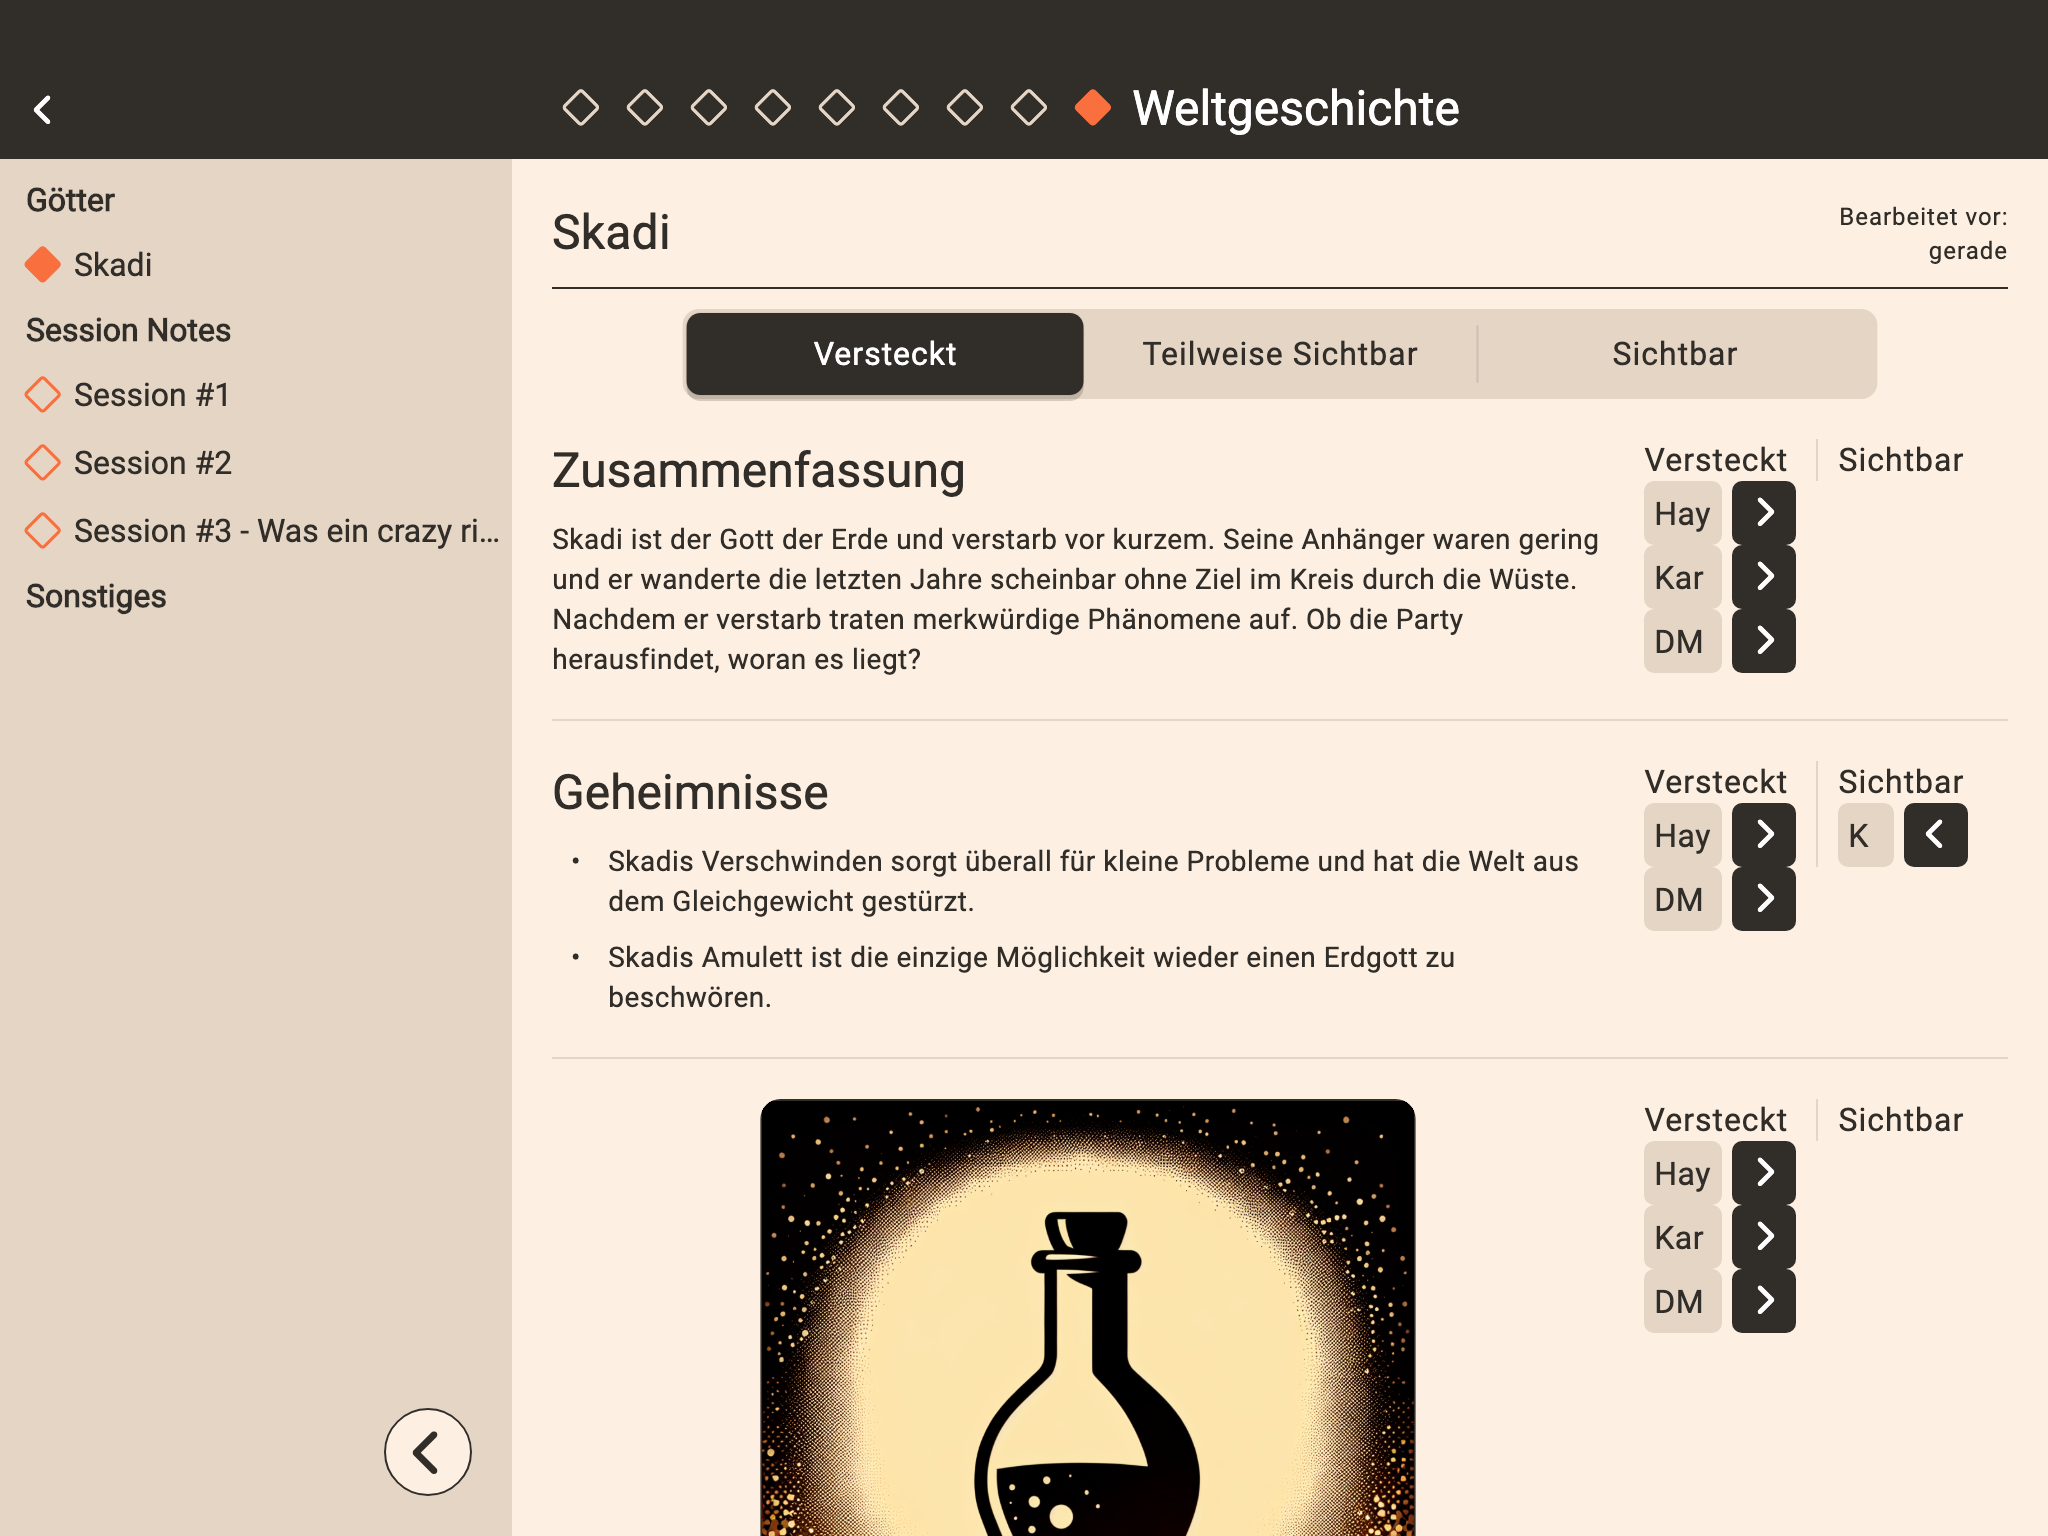 Weltgeschichte
Götter
Skadi
Session Notes
Session #1
Session #2
Session #3 - Was ein crazy ri...
Sonstiges
Skadi
Bearbeitet vor:
gerade
Versteckt
Teilweise Sichtbar
Sichtbar
Zusammenfassung
Skadi ist der Gott der Erde und verstarb vor kurzem. Seine Anhänger waren gering
und er wanderte die letzten Jahre scheinbar ohne Ziel im Kreis durch die Wüste.
Nachdem er verstarb traten merkwürdige Phänomene auf. Ob die Party
herausfindet, woran es liegt?
Versteckt
Sichtbar
Hay
Kar
DM
Geheimnisse
• Skadis Verschwinden sorgt überall für kleine Probleme und hat die Welt aus
dem Gleichgewicht gestürzt.
• Skadis Amulett ist die einzige Möglichkeit wieder einen Erdgott zu
beschwören.
Versteckt
Sichtbar
Hay
K
DM
Versteckt
Sichtbar
Hay
Kar
DM